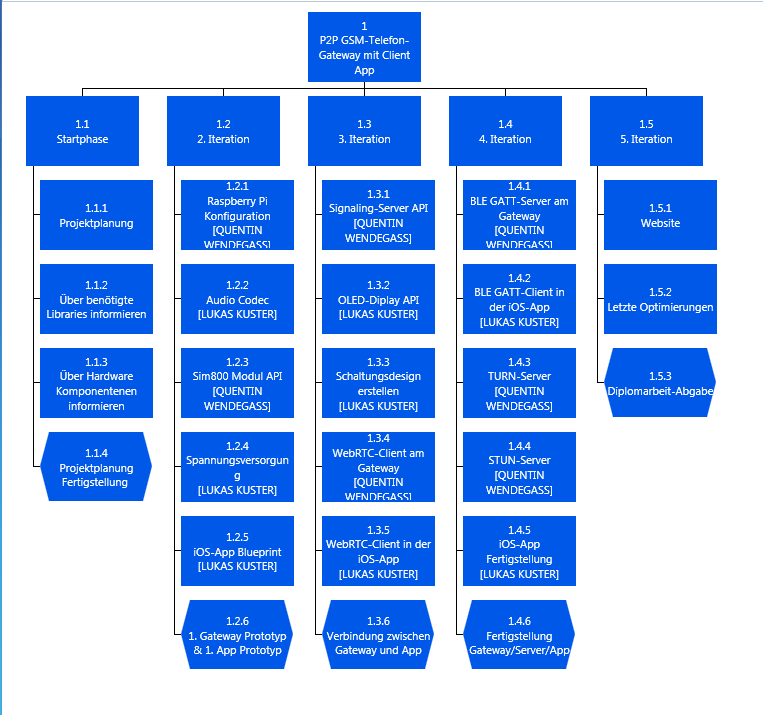 1
P2P GSM-Telefon-
Gateway mit Client
App
1.1
Startphase
1.2
2. Iteration
1.3
3. Iteration
1.4
4. Iteration
1.5
5. Iteration
1.1.1
Projektplanung
1.1.2
Über benötigte
Libraries informieren
1.1.3
Über Hardware
Komponentenen
informieren
1.1.4
Projektplanung
Fertigstellung
1.2.1
Raspberry Pi
Konfiguration
[QUENTIN
WENDEGASS]
1.2.2
Audio Codec
[LUKAS KUSTER]
1.2.3
Sim800 Modul API
[QUENTIN
WENDEGASS]
1.2.4
Spannungsversorgun
g
[LUKAS KUSTER]
1.2.5
iOS-App Blueprint
[LUKAS KUSTER]
1.2.6
1. Gateway Prototyp
& 1. App Prototyp
1.3.1
Signaling-Server API
[QUENTIN
WENDEGASS]
1.3.2
OLED-Diplay API
[LUKAS KUSTER]
1.3.3
Schaltungsdesign
erstellen
[LUKAS KUSTER]
1.3.4
WebRTC-Client am
Gateway
[QUENTIN
WENDEGASS]
1.3.5
WebRTC-Client in der
iOS-App
[LUKAS KUSTER]
1.3.6
Verbindung zwischen
Gateway und App
1.4.1
BLE GATT-Server am
Gateway
[QUENTIN
WENDEGASS]
1.4.2
BLE GATT-Client in
der iOS-App
[LUKAS KUSTER]
1.4.3
TURN-Server
[QUENTIN
WENDEGASS]
1.4.4
STUN-Server
[QUENTIN
WENDEGASS]
1.4.5
iOS-App
Fertigstellung
[LUKAS KUSTER]
1.4.6
Fertigstellung
Gateway/Server/App
1.5.1
Website
1.5.2
Letzte Optimierungen
1.5.3
Diplomarbeit-Abgabe